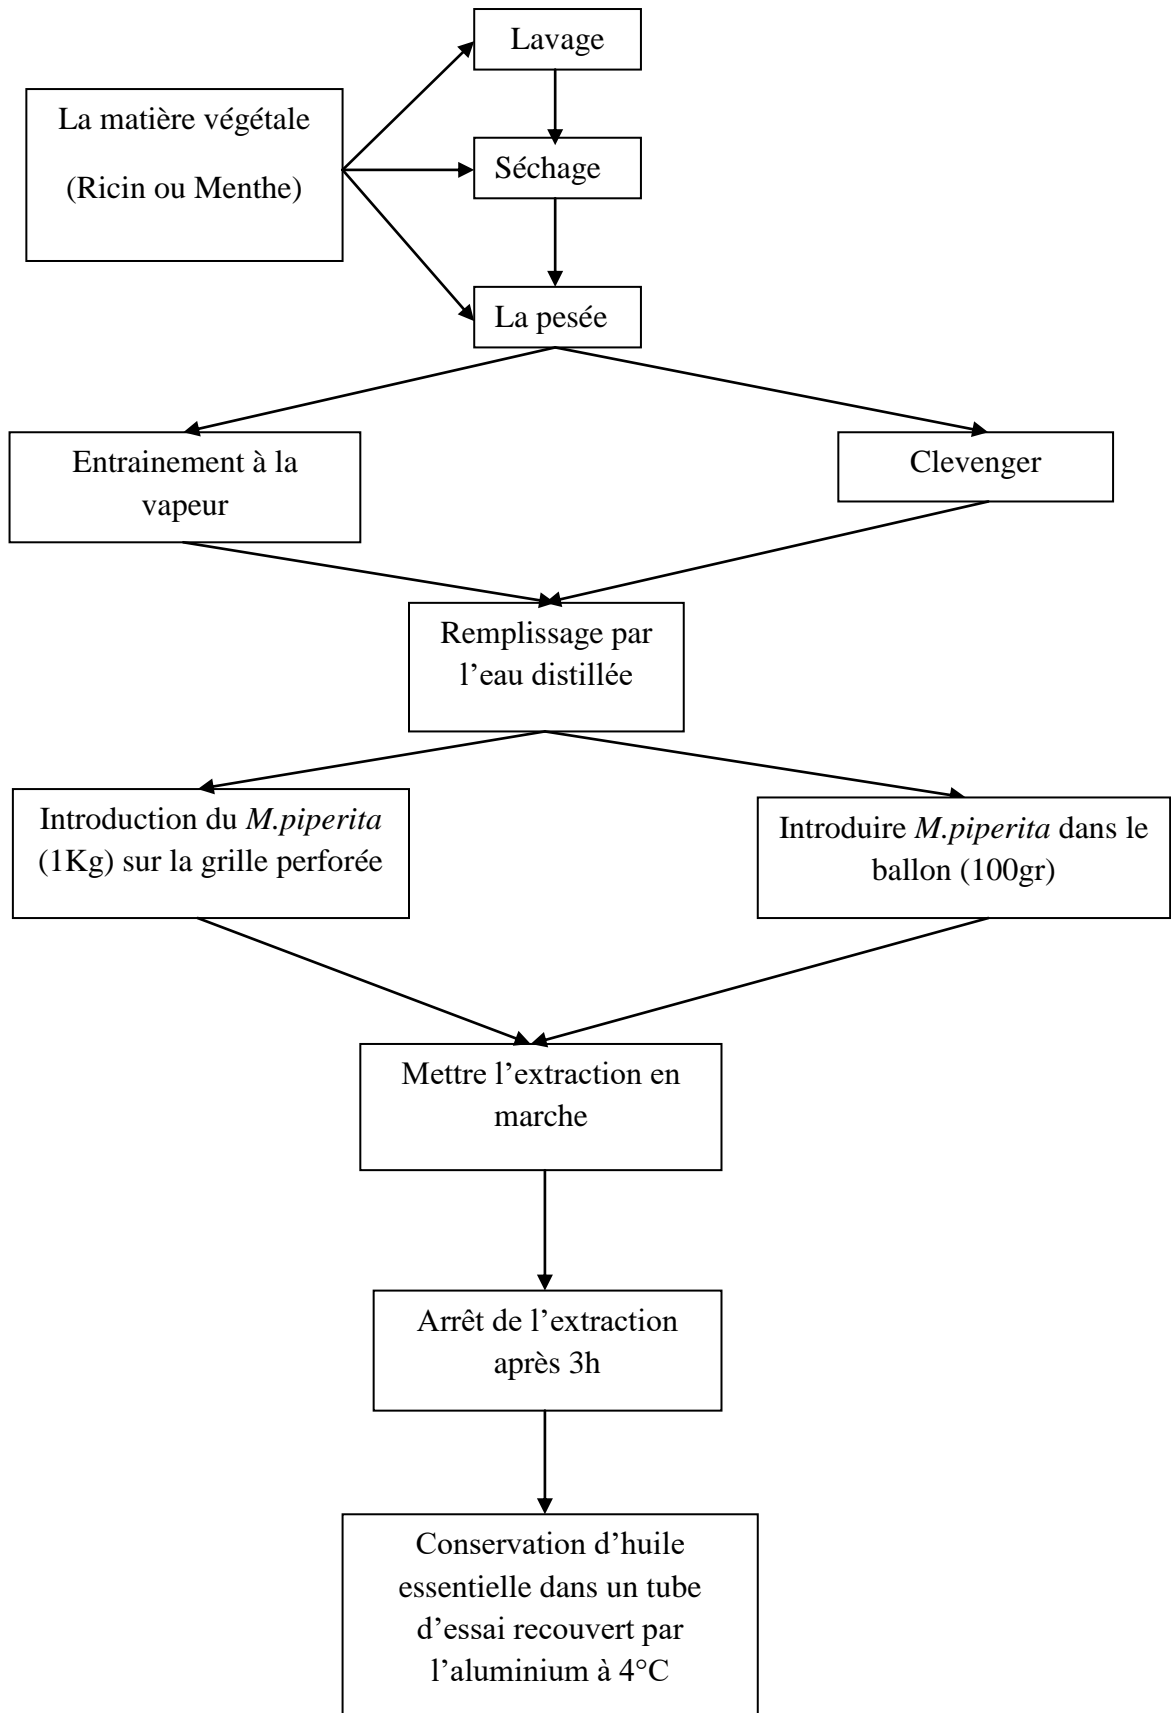 Lavage
La matière végétale
(Ricin ou Menthe)
Séchage
La pesée
Entrainement à la
vapeur
Clevenger
Remplissage par
l’eau distillée
Introduction du M.piperita
(1Kg) sur la grille perforée
Introduire M.piperita dans le
ballon (100gr)
Mettre l’extraction en
marche
Arrêt de l’extraction
après 3h
Conservation d’huile
essentielle dans un tube
d’essai recouvert par
l’aluminium à 4°C